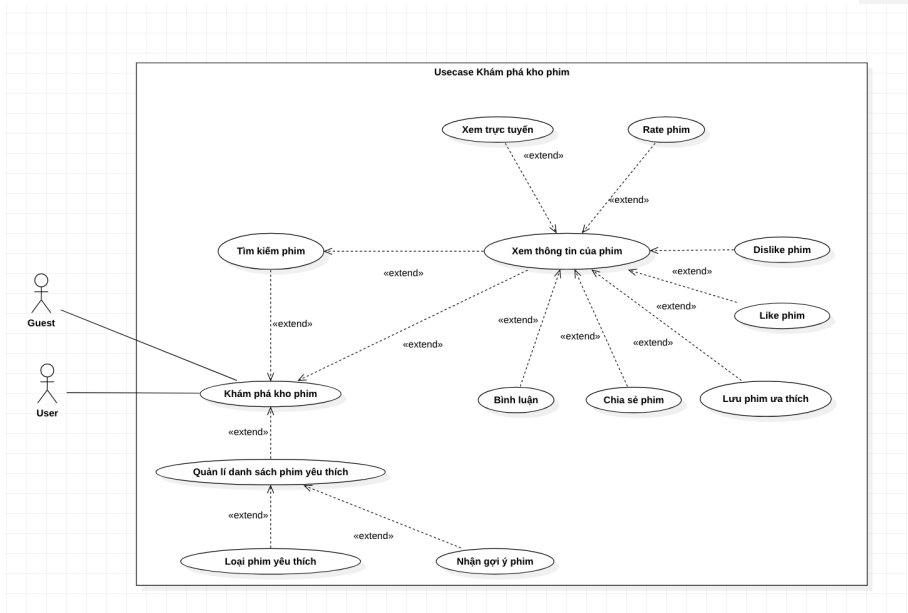 Usecase Khám phá kho phim
Xem trực tuyến
Rate phim
«extend»
«extend»
Tìm kiếm phim
Xem thông tin của phim
Dislike phim
«extend»
«extend»
«extend»
Like phim
Guest
«extend»
«extend»
«extend»
«extend»
«extend»
Khám phá kho phim
Bình luận
Chia sẻ phim
Lưu phim ưa thích
User
«extend»
Quản lí danh sách phim yêu thích
«extend»
«extend»
Loại phim yêu thích
Nhận gợi ý phim